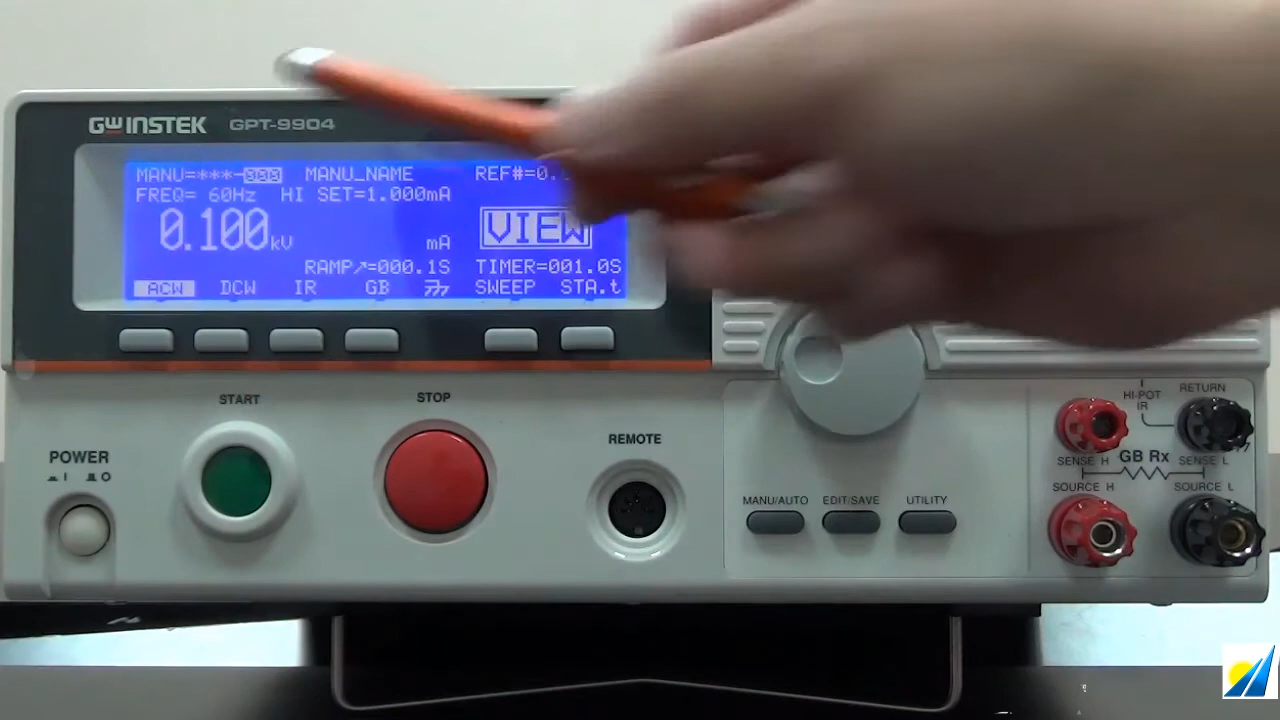 GW INSTEK GPT-9904
MANU=***-000 MANU_NAME REF#=0.
FREQ= 60Hz HI SET=1.000mA
0.100kV mA VIEW
RAMP↗=000.1S TIMER=001.0S
ACW DCW IR GB SWEEP STA.t
START
STOP
REMOTE
POWER
I O
MANU/AUTO EDIT/SAVE UTILITY
HI-POT
IR
RETURN
SENSE H GB Rx SENSE L
SOURCE H SOURCE L